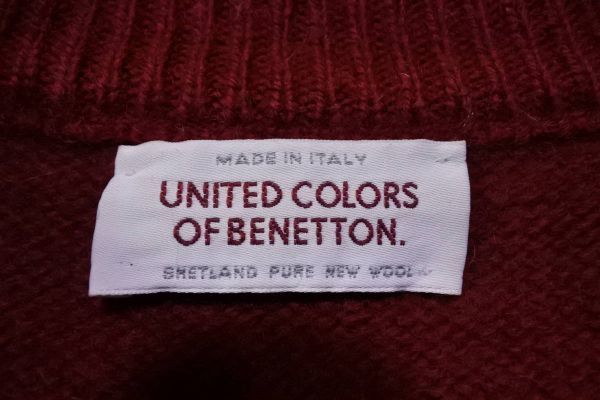 MADE IN ITALY
UNITED COLORS
OF BENETTON.
SHETLAND PURE NEW WOOL